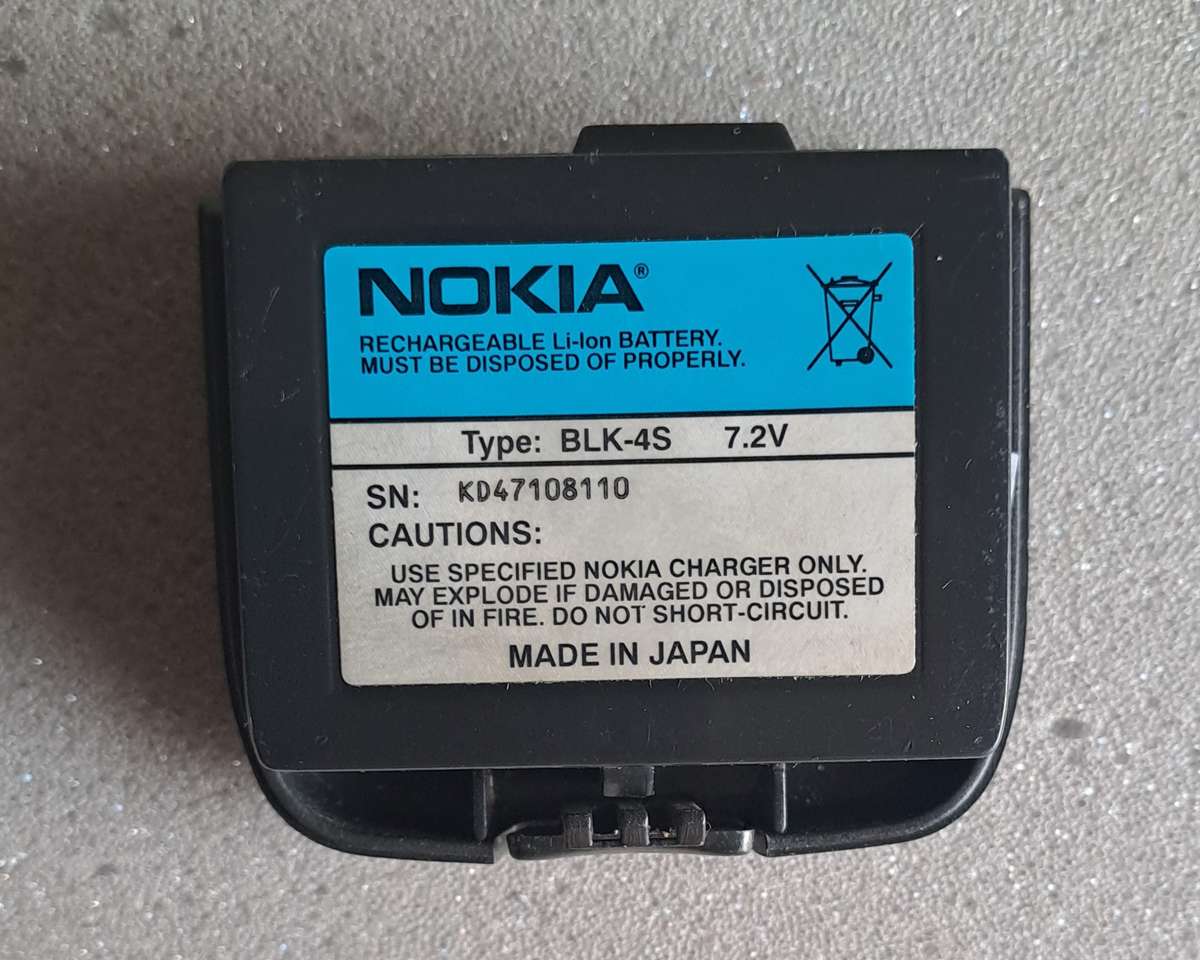 NOKIA®
RECHARGEABLE Li-Ion BATTERY.
MUST BE DISPOSED OF PROPERLY.
Type: BLK-4S 7.2V
SN: KD47108110
CAUTIONS:
USE SPECIFIED NOKIA CHARGER ONLY.
MAY EXPLODE IF DAMAGED OR DISPOSED
OF IN FIRE. DO NOT SHORT-CIRCUIT.
MADE IN JAPAN